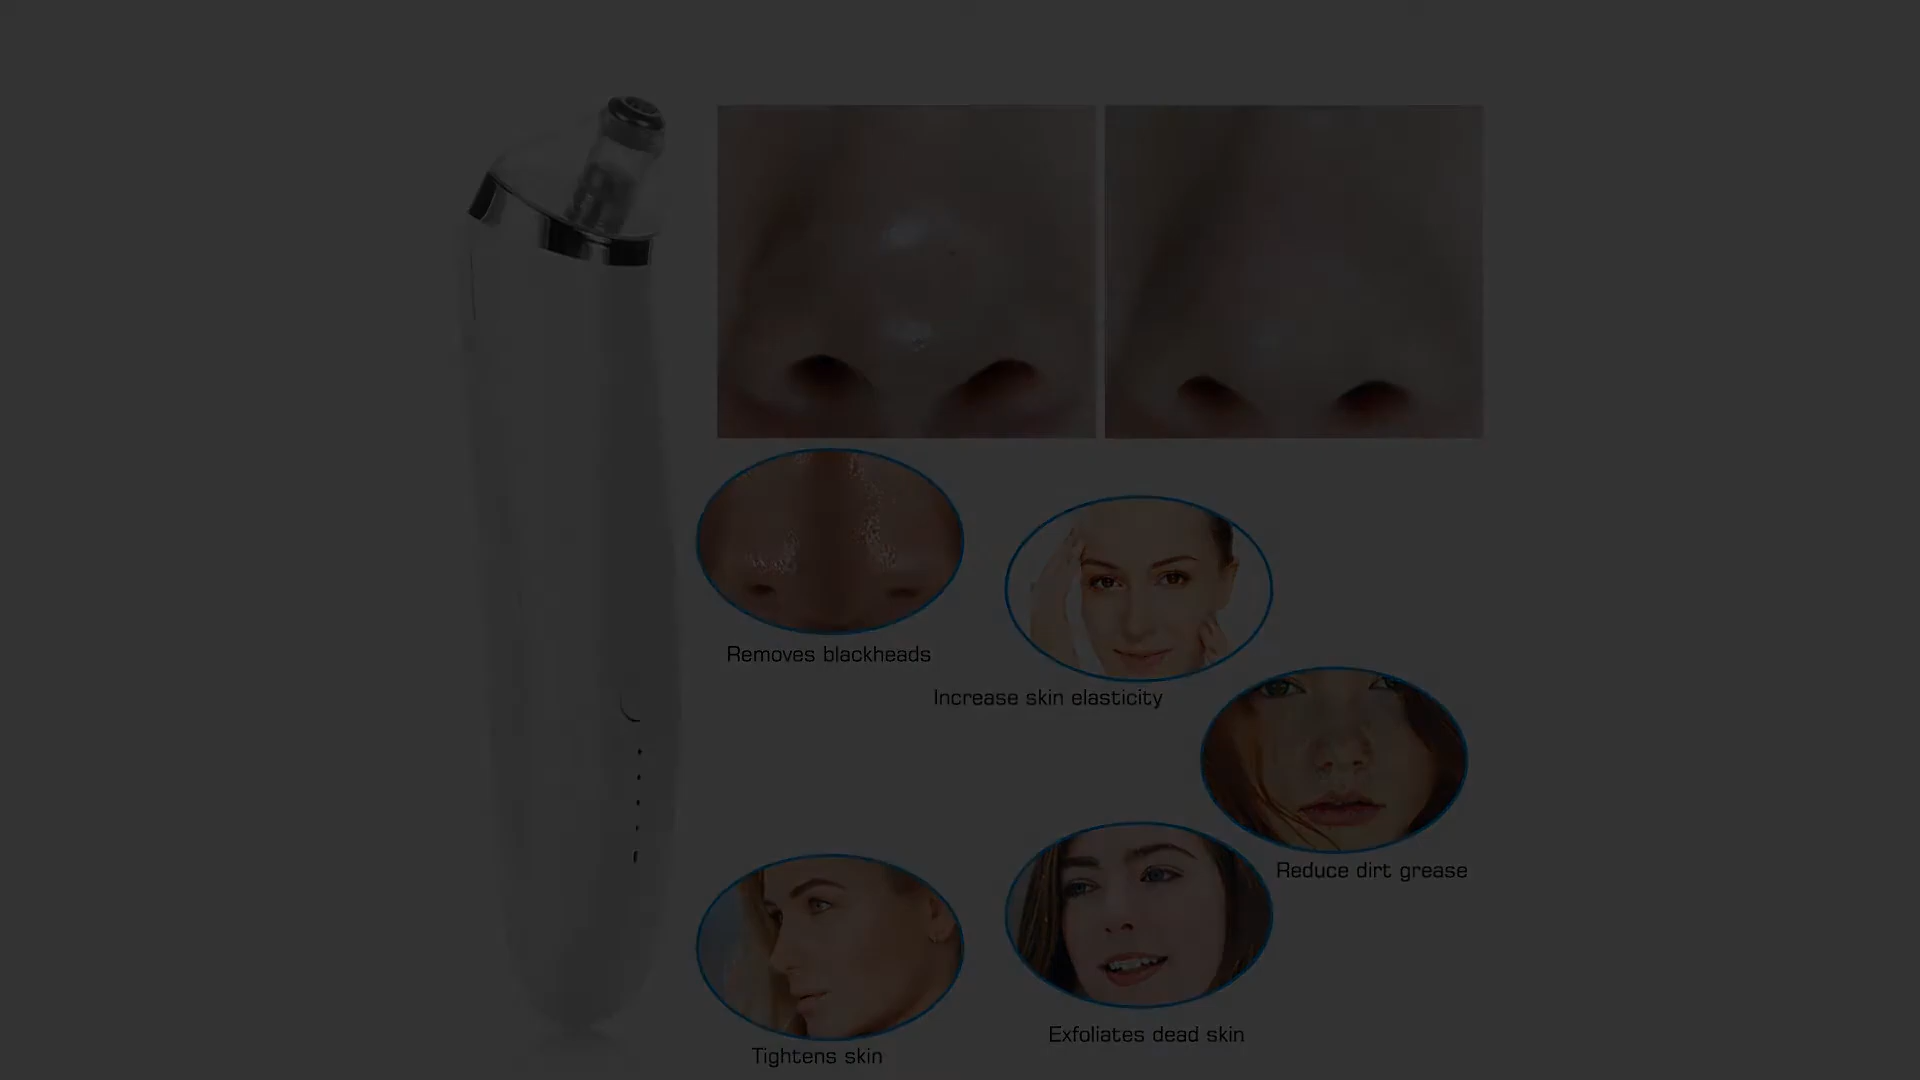 Removes blackheads
Increase skin elasticity
Reduce dirt grease
Exfoliates dead skin
Tightens skin